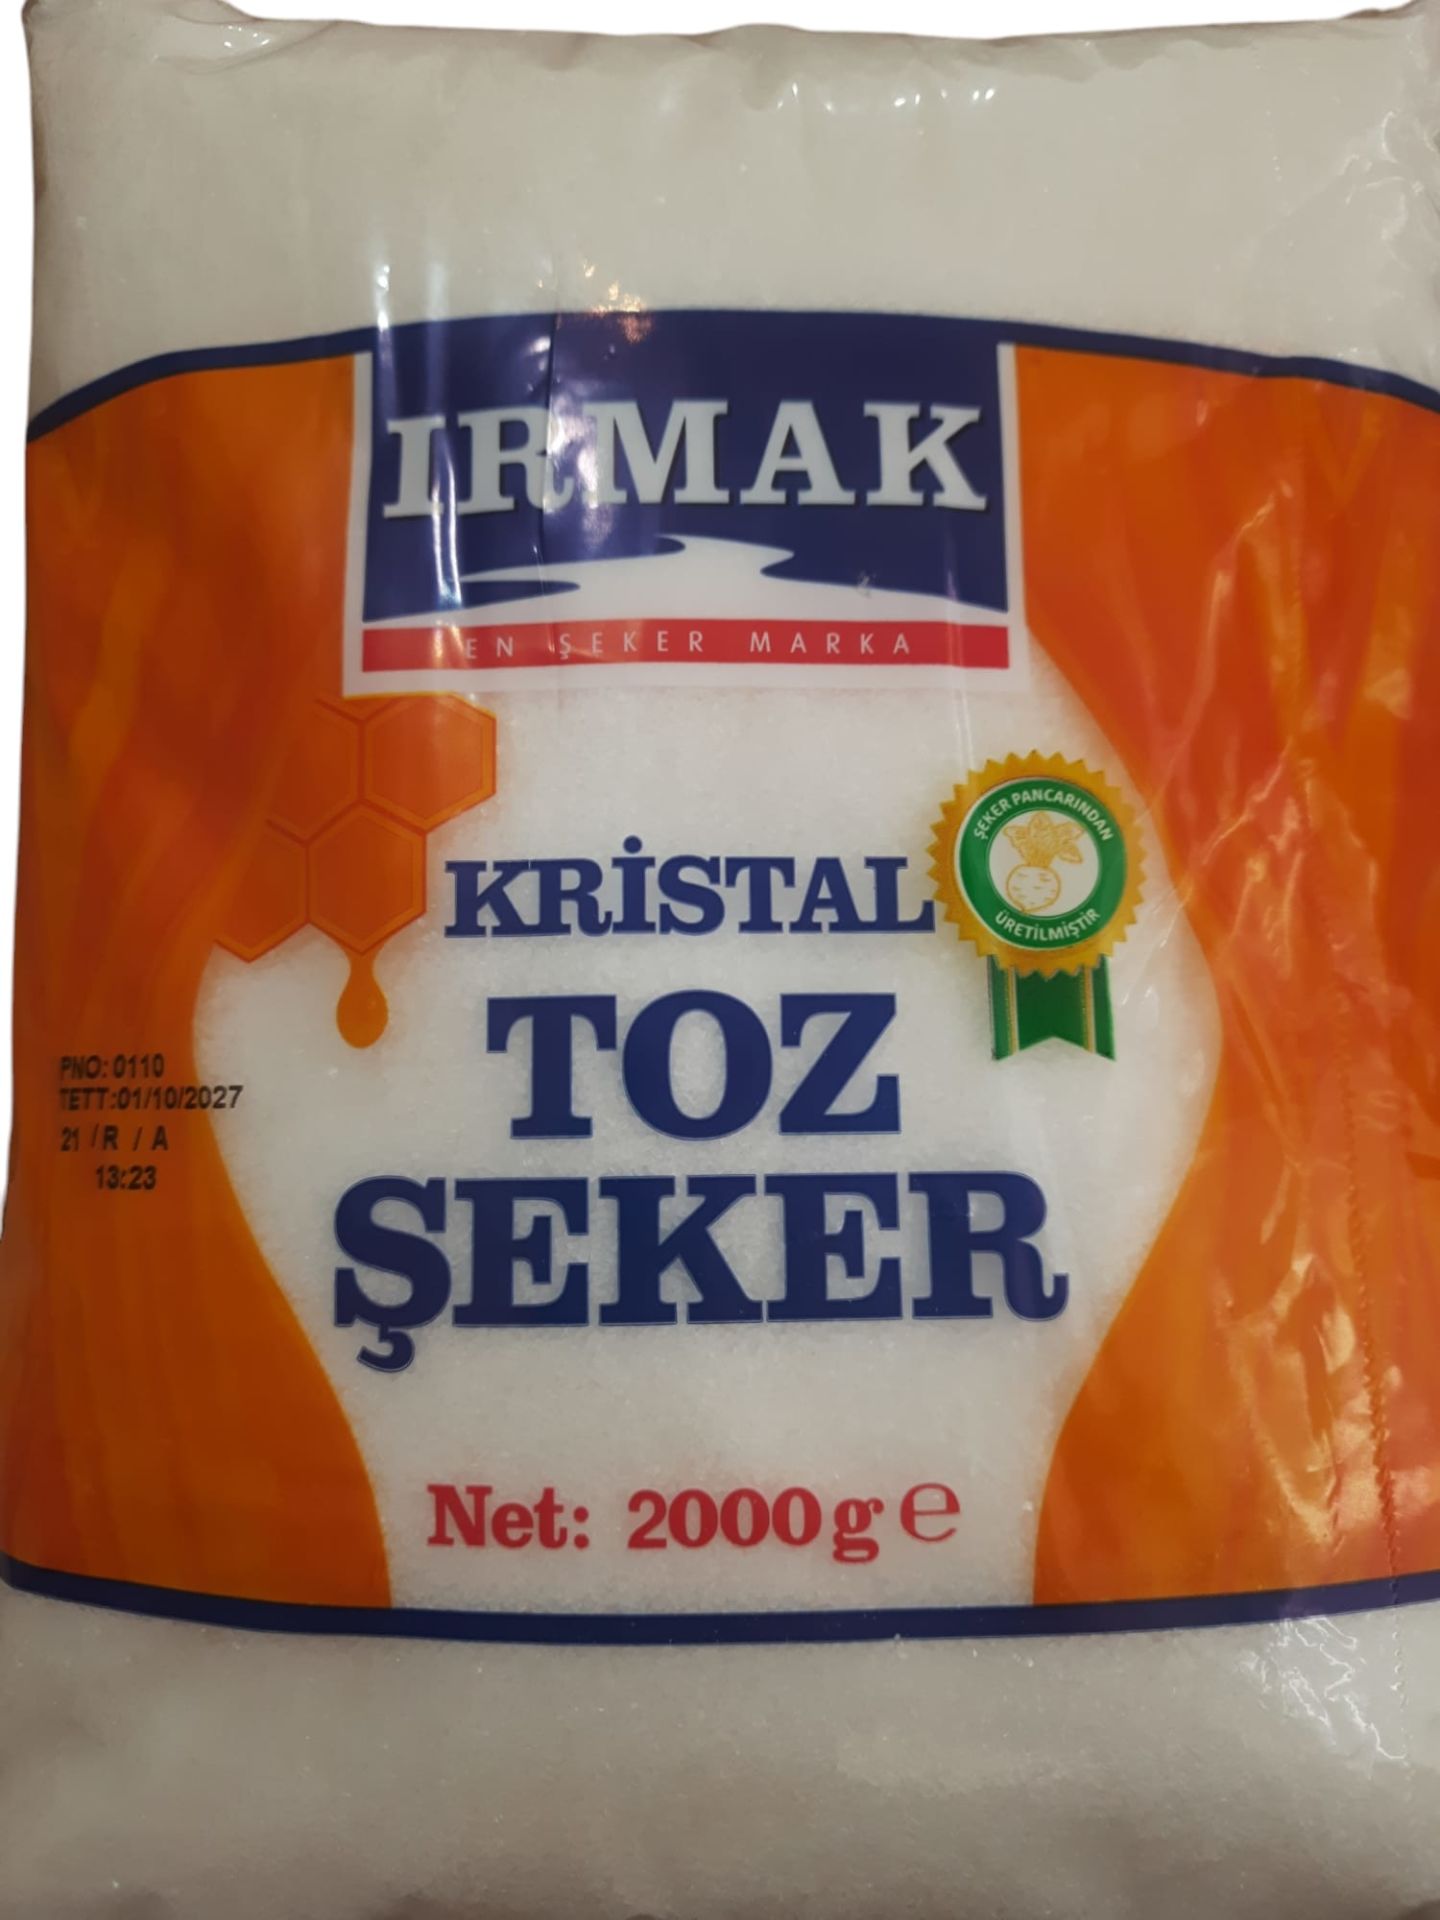 IRMAK
EN ŞEKER MARKA
ŞEKER PANCARINDAN
ÜRETİLMİŞTİR
KRİSTAL
TOZ
ŞEKER
PNO: 0110
TETT:01/10/2027
21 / R / A
13:23
Net: 2000 g e